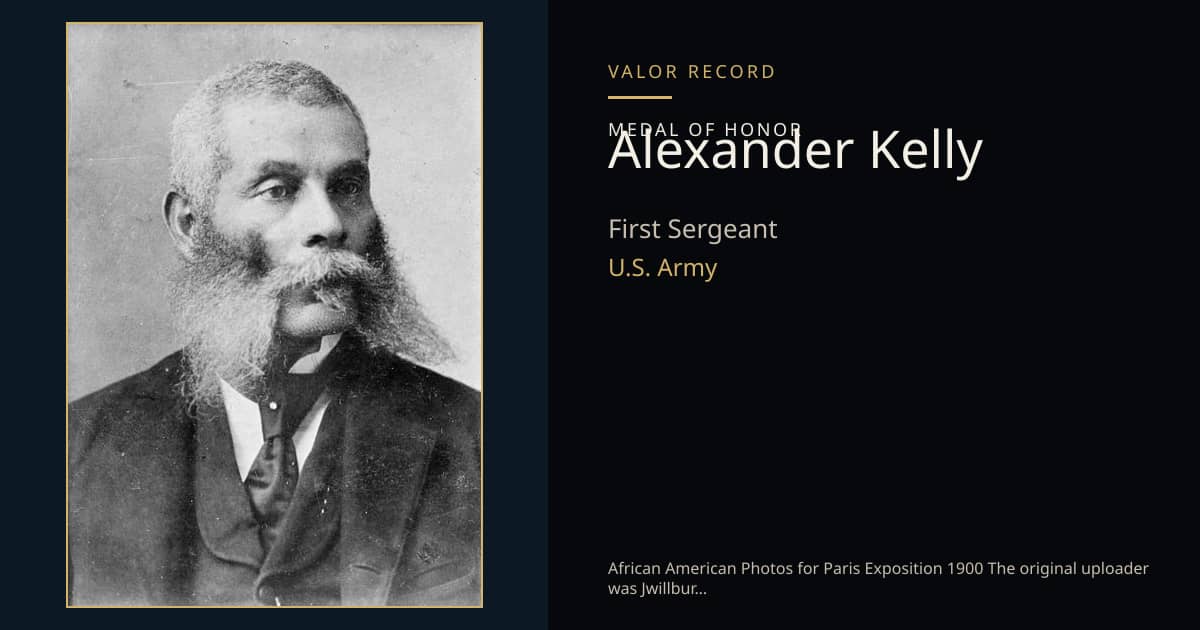 VALOR RECORD
MEDAL OF HONOR
Alexander Kelly
First Sergeant
U.S. Army
African American Photos for Paris Exposition 1900 The original uploader
was Jwillbur...